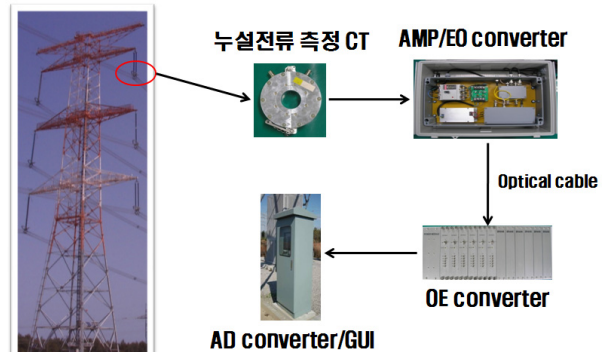 누설전류 측정 CT
AMP/EO converter
Optical cable
OE converter
AD converter/GUI